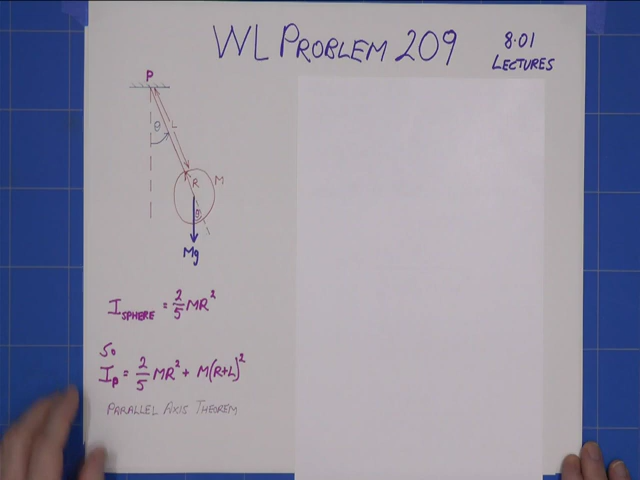 WL PROBLEM 209
8.01
LECTURES
P
θ
L
R
M
θ
Mg
I_SPHERE = 2/5 MR²
So
I_P = 2/5 MR² + M(R+L)²
PARALLEL AXIS THEOREM